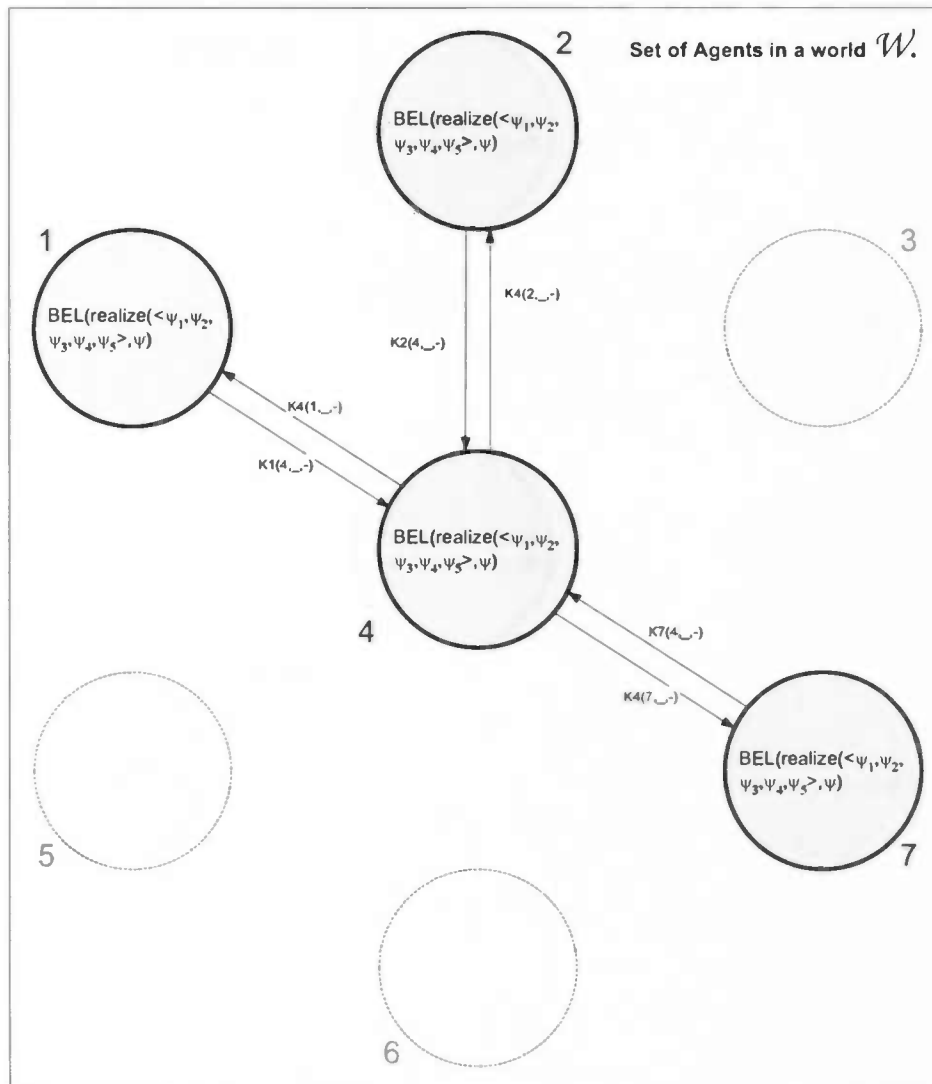 2
Set of Agents in a world 𝒲.
BEL(realize(<ψ₁,ψ₂,
ψ₃,ψ₄,ψ₅>,ψ)
1
3
BEL(realize(<ψ₁,ψ₂,
ψ₃,ψ₄,ψ₅>,ψ)
K4(2,_,-)
K2(4,_,-)
K4(1,_,-)
K1(4,_,-)
BEL(realize(<ψ₁,ψ₂,
ψ₃,ψ₄,ψ₅>,ψ)
4
K7(4,_,-)
K4(7,_,-)
BEL(realize(<ψ₁,ψ₂,
ψ₃,ψ₄,ψ₅>,ψ)
5
7
6